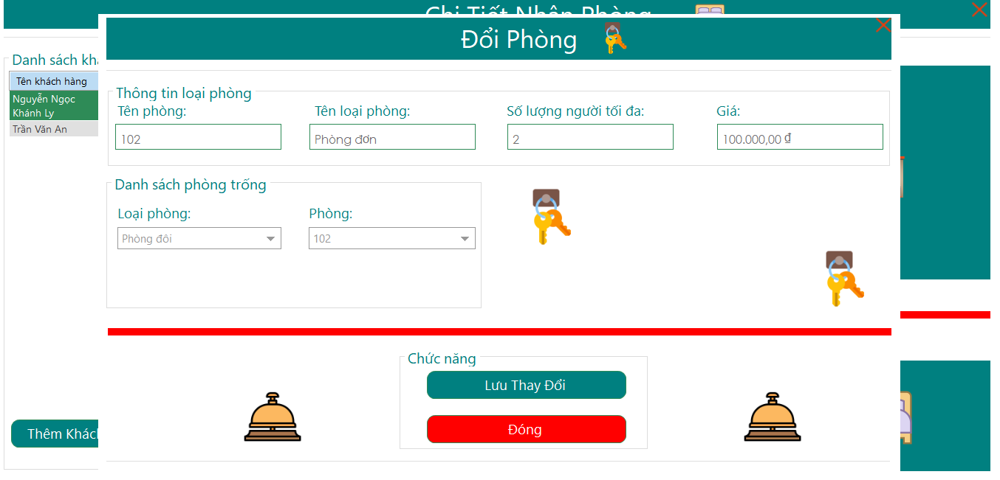 Chi Tiết Nhận Phòng
Đổi Phòng
Danh sách khá
Tên khách hàng
Nguyễn Ngọc
Khánh Ly
Trần Văn An
Thông tin loại phòng
Tên phòng: Tên loại phòng: Số lượng người tối đa: Giá:
102 Phòng đơn 2 100.000,00 ₫
Danh sách phòng trống
Loại phòng: Phòng:
Phòng đôi 102
Chức năng
Lưu Thay Đổi
Thêm Khách
Đóng